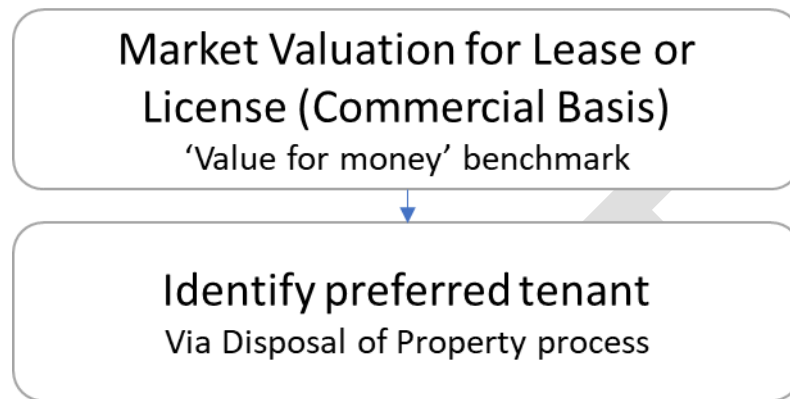 Market Valuation for Lease or
License (Commercial Basis)
‘Value for money’ benchmark
Identify preferred tenant
Via Disposal of Property process